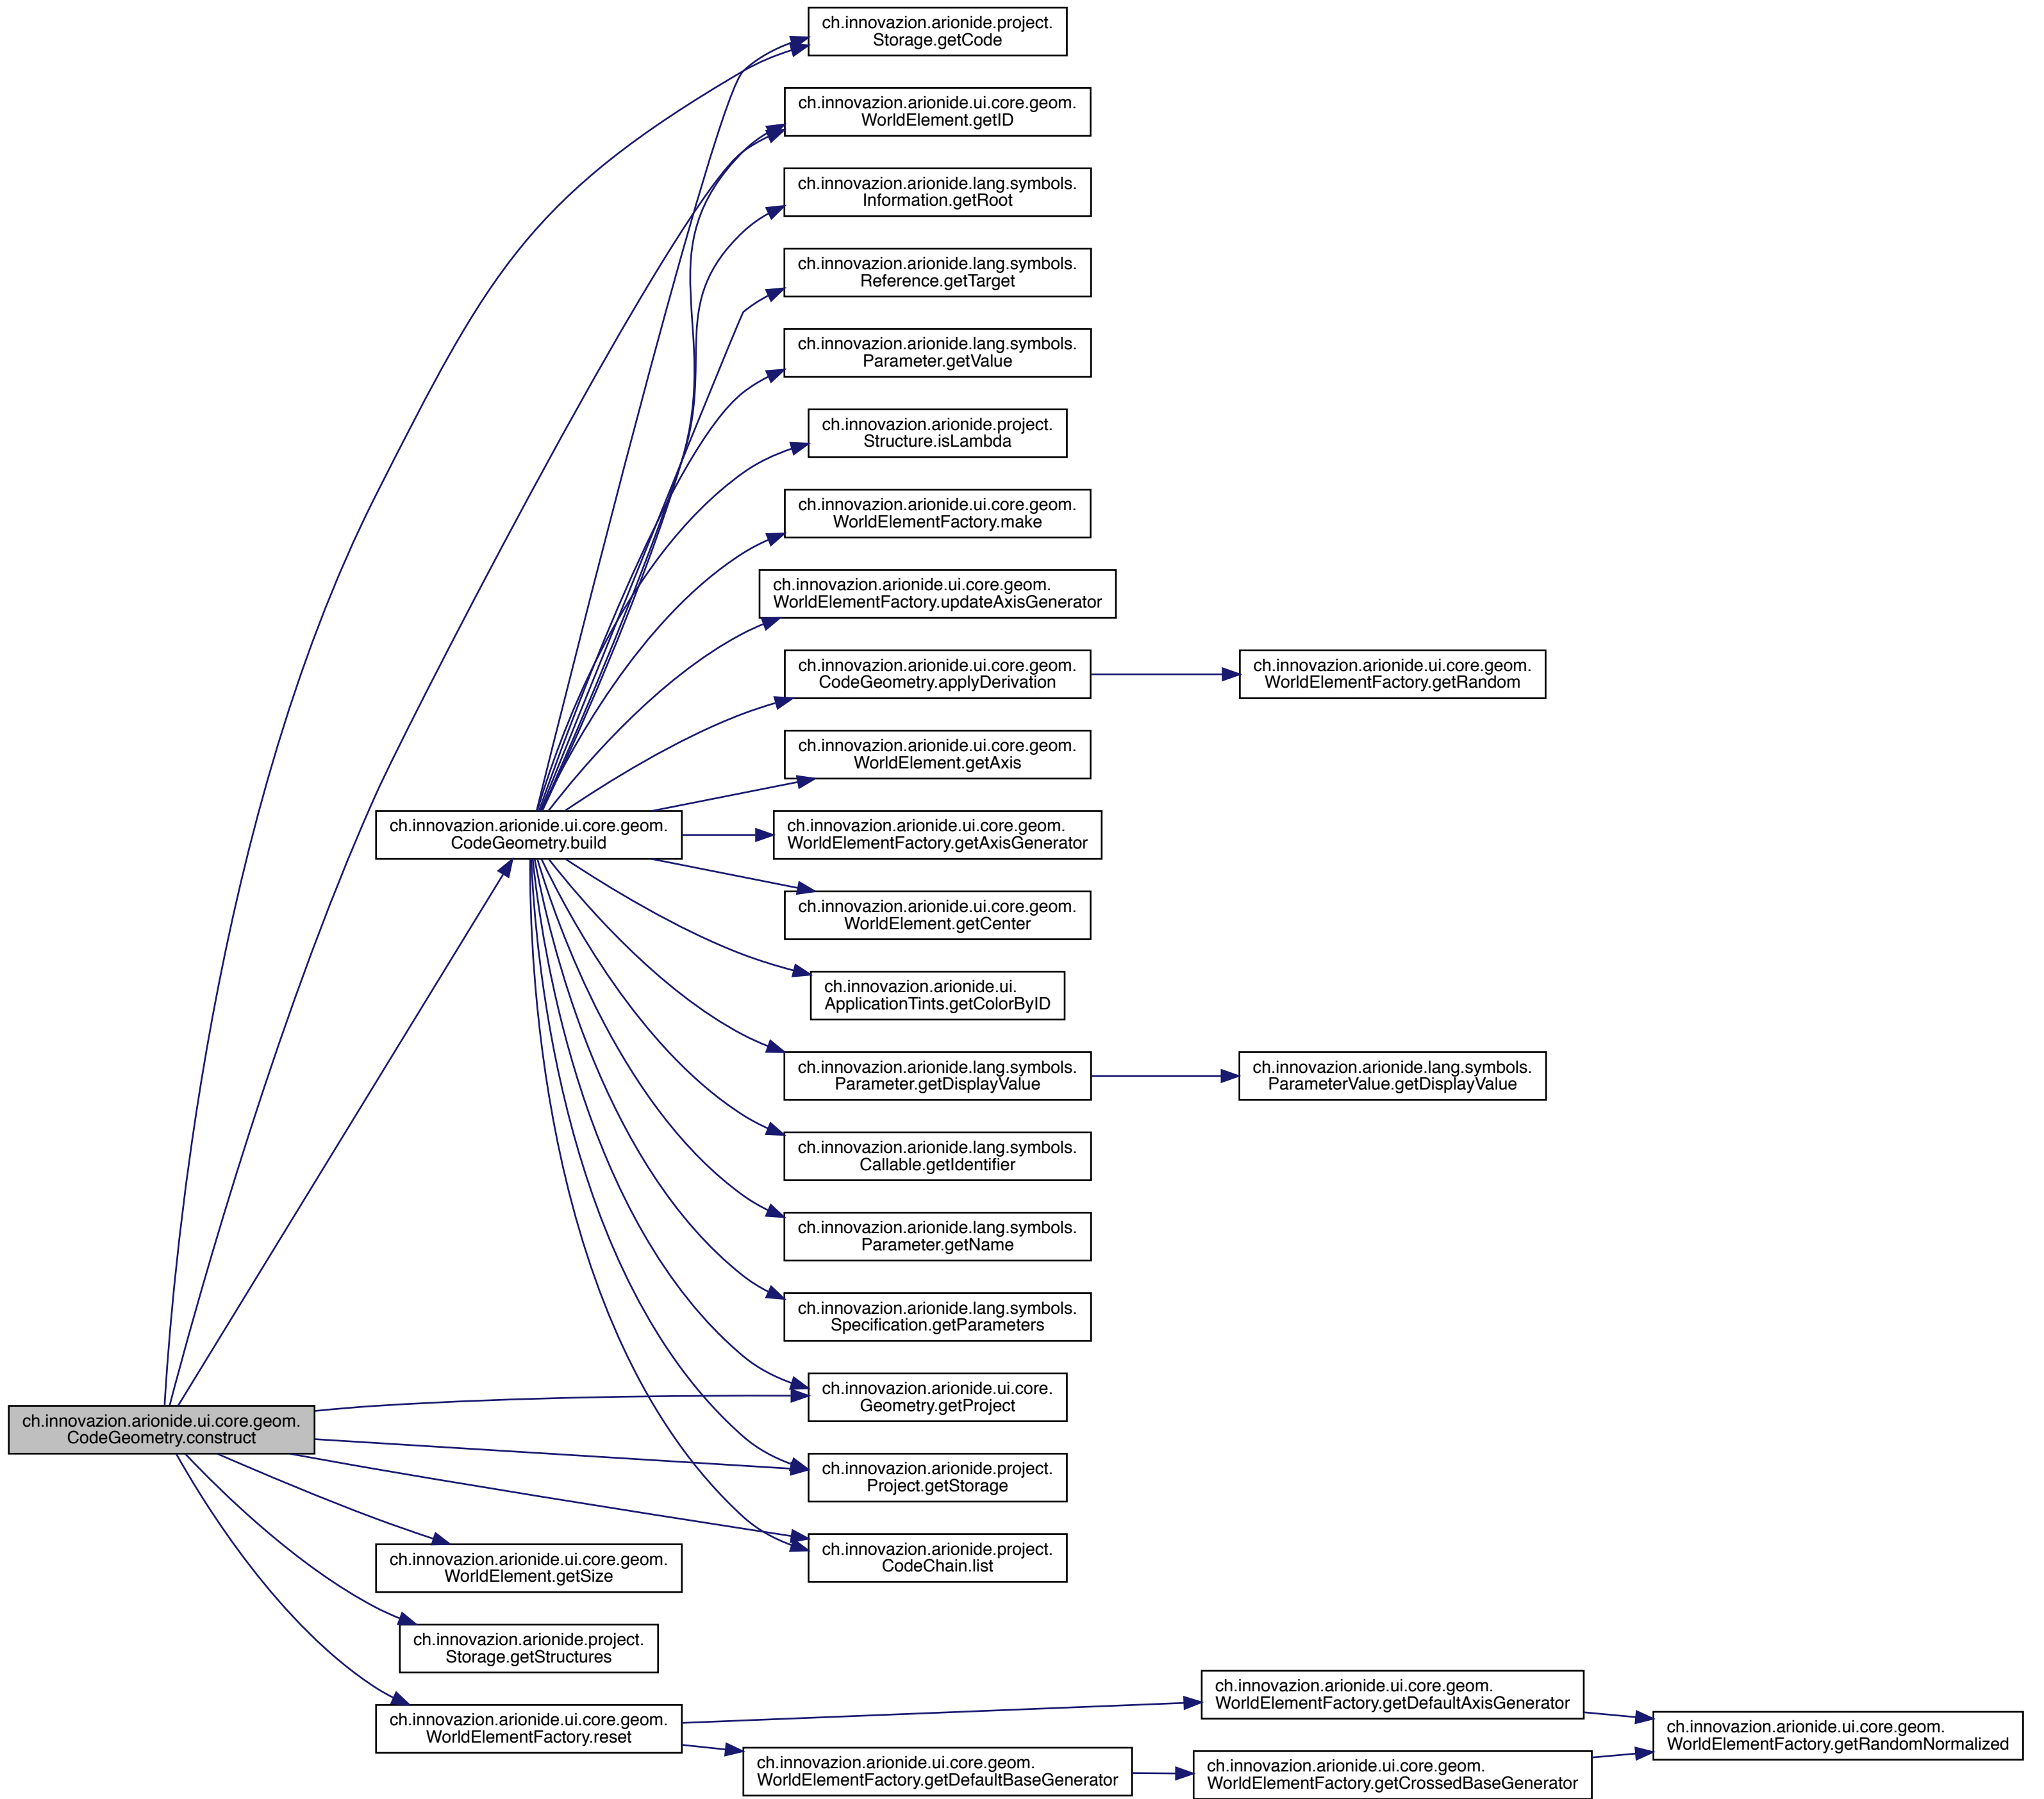 ch.innovazion.arionide.project.
Storage.getCode
ch.innovazion.arionide.ui.core.geom.
WorldElement.getID
ch.innovazion.arionide.lang.symbols.
Information.getRoot
ch.innovazion.arionide.lang.symbols.
Reference.getTarget
ch.innovazion.arionide.lang.symbols.
Parameter.getValue
ch.innovazion.arionide.project.
Structure.isLambda
ch.innovazion.arionide.ui.core.geom.
WorldElementFactory.make
ch.innovazion.arionide.ui.core.geom.
WorldElementFactory.updateAxisGenerator
ch.innovazion.arionide.ui.core.geom.
CodeGeometry.applyDerivation
ch.innovazion.arionide.ui.core.geom.
WorldElementFactory.getRandom
ch.innovazion.arionide.ui.core.geom.
WorldElement.getAxis
ch.innovazion.arionide.ui.core.geom.
CodeGeometry.build
ch.innovazion.arionide.ui.core.geom.
WorldElementFactory.getAxisGenerator
ch.innovazion.arionide.ui.core.geom.
WorldElement.getCenter
ch.innovazion.arionide.ui.
ApplicationTints.getColorByID
ch.innovazion.arionide.lang.symbols.
Parameter.getDisplayValue
ch.innovazion.arionide.lang.symbols.
ParameterValue.getDisplayValue
ch.innovazion.arionide.lang.symbols.
Callable.getIdentifier
ch.innovazion.arionide.lang.symbols.
Parameter.getName
ch.innovazion.arionide.lang.symbols.
Specification.getParameters
ch.innovazion.arionide.ui.core.
Geometry.getProject
ch.innovazion.arionide.ui.core.geom.
CodeGeometry.construct
ch.innovazion.arionide.project.
Project.getStorage
ch.innovazion.arionide.project.
CodeChain.list
ch.innovazion.arionide.ui.core.geom.
WorldElement.getSize
ch.innovazion.arionide.project.
Storage.getStructures
ch.innovazion.arionide.ui.core.geom.
WorldElementFactory.reset
ch.innovazion.arionide.ui.core.geom.
WorldElementFactory.getDefaultAxisGenerator
ch.innovazion.arionide.ui.core.geom.
WorldElementFactory.getRandomNormalized
ch.innovazion.arionide.ui.core.geom.
WorldElementFactory.getDefaultBaseGenerator
ch.innovazion.arionide.ui.core.geom.
WorldElementFactory.getCrossedBaseGenerator